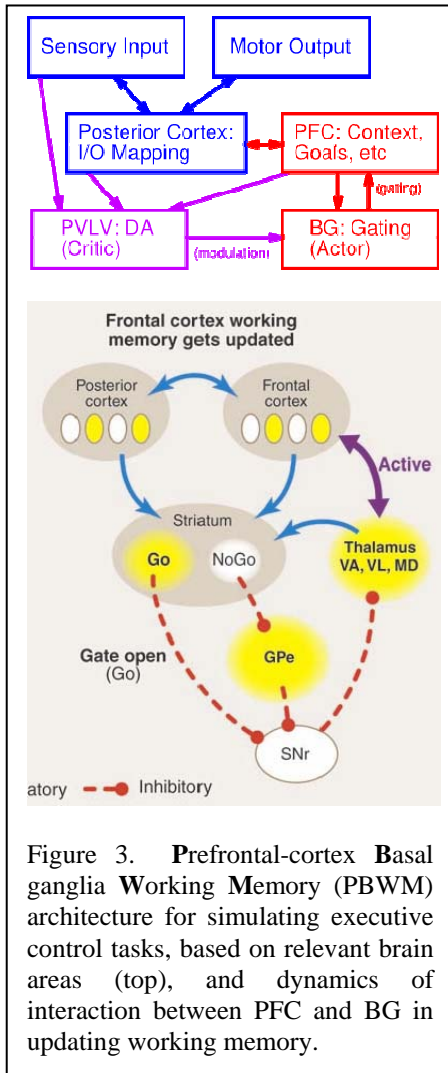 Sensory Input
Motor Output
Posterior Cortex:
I/O Mapping
PFC: Context,
Goals, etc
(gating)
PVLV: DA
(Critic)
(modulation)
BG: Gating
(Actor)
Frontal cortex working
memory gets updated
Posterior
cortex
Frontal
cortex
Active
Striatum
Go
NoGo
Thalamus
VA, VL, MD
Gate open
(Go)
GPe
SNr
atory
Inhibitory
Figure 3. Prefrontal-cortex Basal
ganglia Working Memory (PBWM)
architecture for simulating executive
control tasks, based on relevant brain
areas (top), and dynamics of
interaction between PFC and BG in
updating working memory.